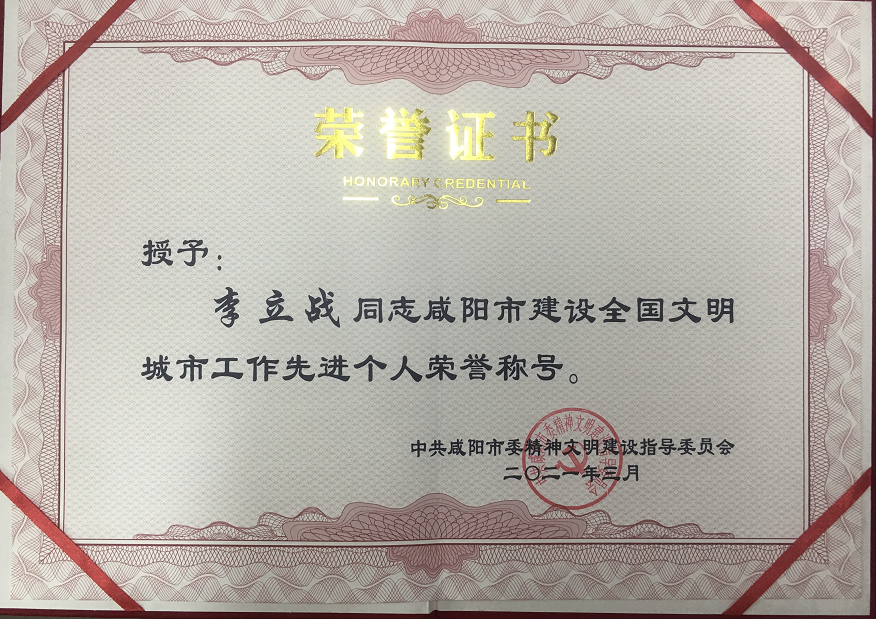 荣誉证书
HONORARY CREDENTIAL
授予：
李立战同志咸阳市建设全国文明
城市工作先进个人荣誉称号。
中共咸阳市委精神文明建设指导委员会
二〇二一年三月